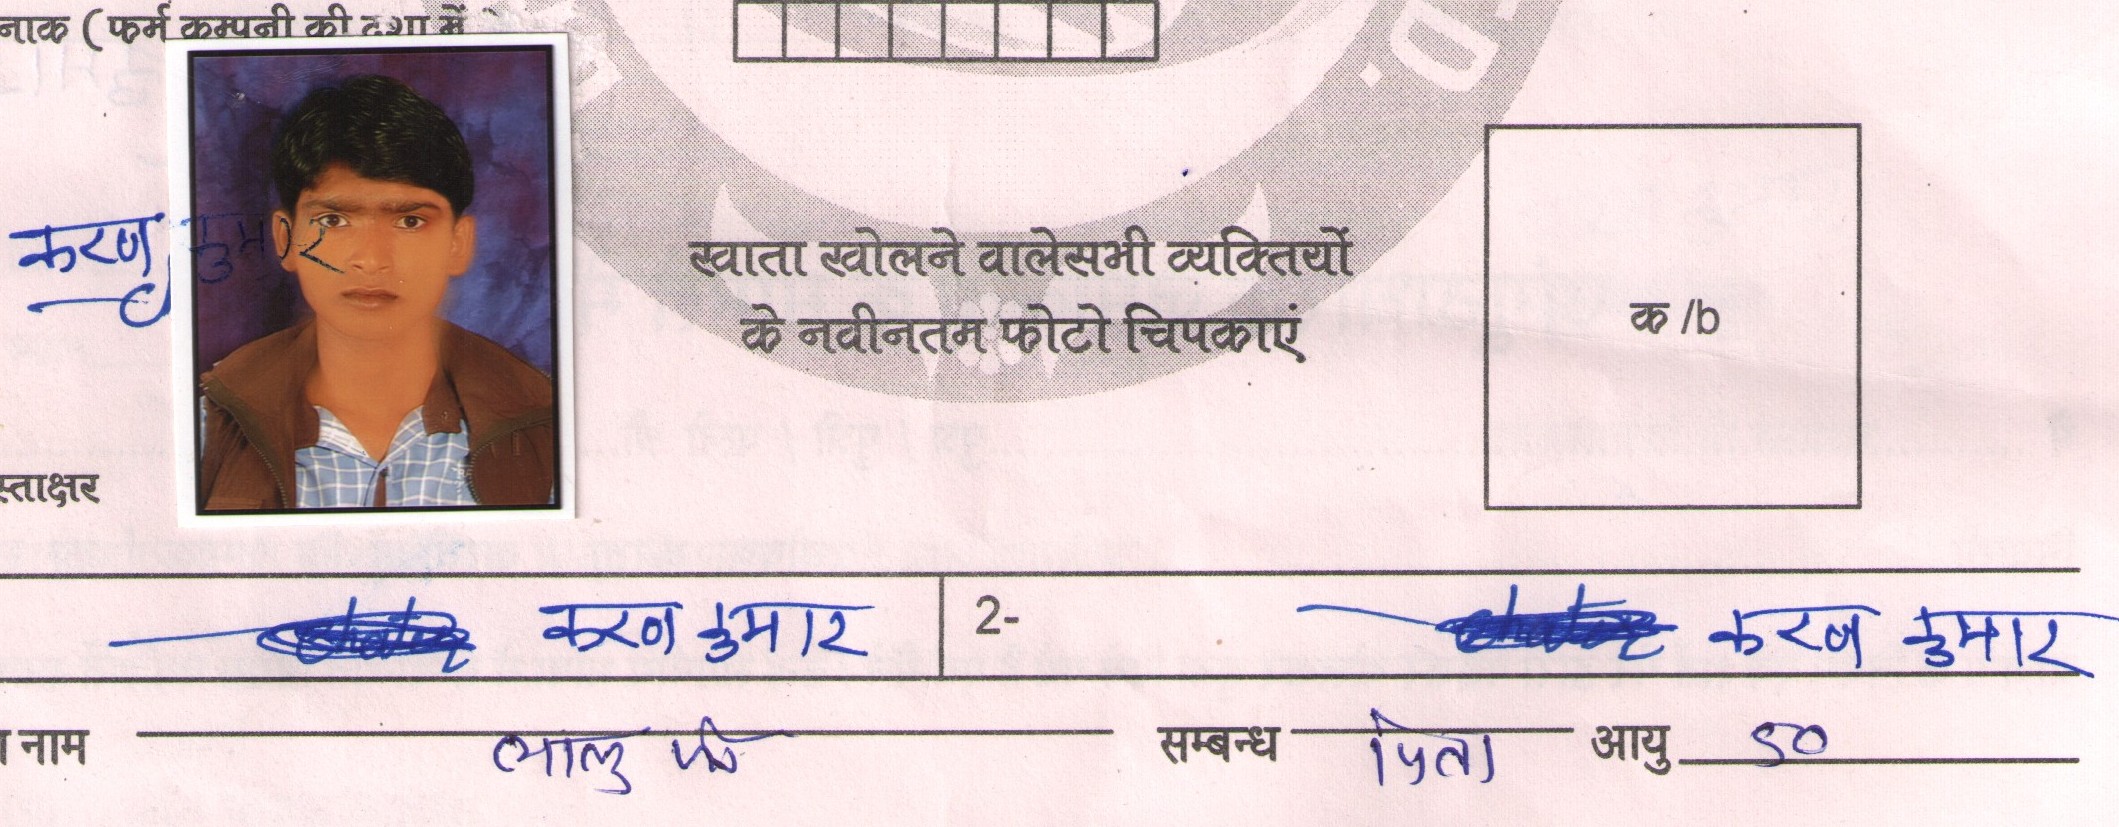 नाक ( फर्म कम्पनी की दशा में
करण कुमार
खाता खोलने वालेसभी व्यक्तियों
के नवीनतम फोटो चिपकाएं
क /b
स्ताक्षर
करण कुमार 2- करण कुमार
नाम सम्बन्ध पिता आयु 50